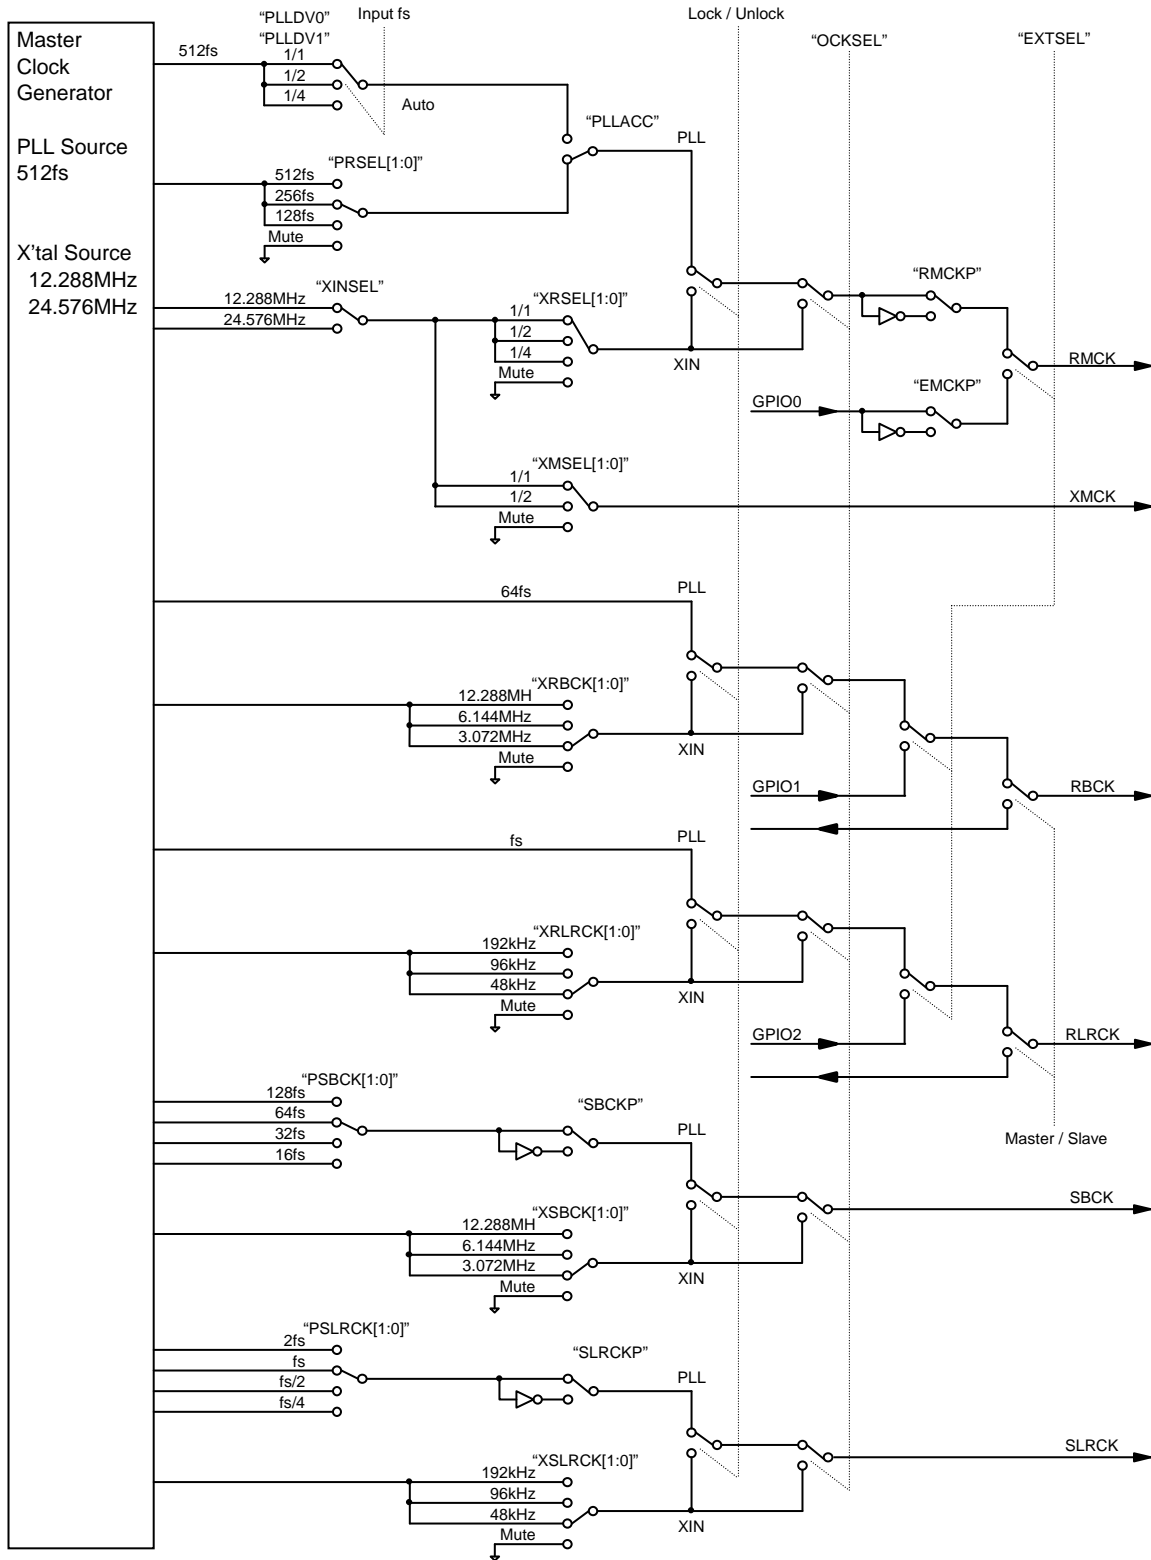 “PLLDV0” Input fs Lock / Unlock
“PLLDV1” “OCKSEL” “EXTSEL”
Master
Clock
Generator
PLL Source
512fs
X’tal Source
12.288MHz
24.576MHz
512fs
1/1
1/2
1/4
Auto
“PLLACC”
PLL
“PRSEL[1:0]”
512fs
256fs
128fs
Mute
“XINSEL”
12.288MHz
24.576MHz
“XRSEL[1:0]”
1/1
1/2
1/4
Mute
XIN
“RMCKP”
RMCK
GPIO0
“EMCKP”
“XMSEL[1:0]”
1/1
1/2
Mute
XMCK
64fs
PLL
“XRBCK[1:0]”
12.288MH
6.144MHz
3.072MHz
Mute
XIN
GPIO1
RBCK
fs
PLL
“XRLRCK[1:0]”
192kHz
96kHz
48kHz
Mute
XIN
GPIO2
RLRCK
“PSBCK[1:0]”
128fs
64fs
32fs
16fs
“SBCKP”
PLL
Master / Slave
“XSBCK[1:0]”
12.288MH
6.144MHz
3.072MHz
Mute
XIN
SBCK
“PSLRCK[1:0]”
2fs
fs
fs/2
fs/4
“SLRCKP”
PLL
“XSLRCK[1:0]”
192kHz
96kHz
48kHz
Mute
XIN
SLRCK